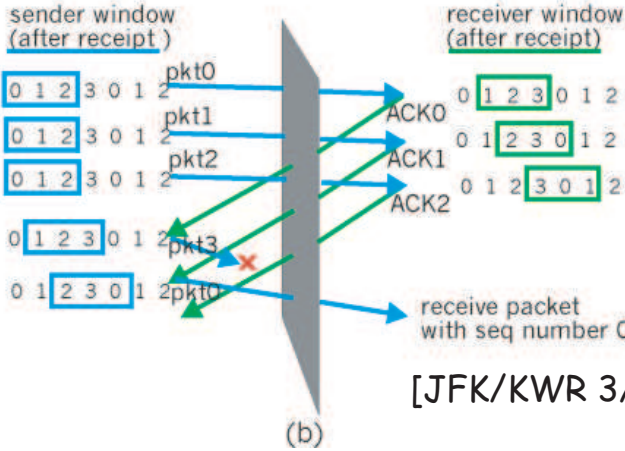 sender window
(after receipt )
receiver window
(after receipt)
0 1 2 3 0 1 2 pkt0
0 1 2 3 0 1 2 pkt1
0 1 2 3 0 1 2 pkt2
0 1 2 3 0 1 2 pkt3
0 1 2 3 0 1 2 pkt0
ACK0 0 1 2 3 0 1 2
ACK1 0 1 2 3 0 1 2
ACK2 0 1 2 3 0 1 2
receive packet
with seq number 0
[JFK/KWR 3/
(b)